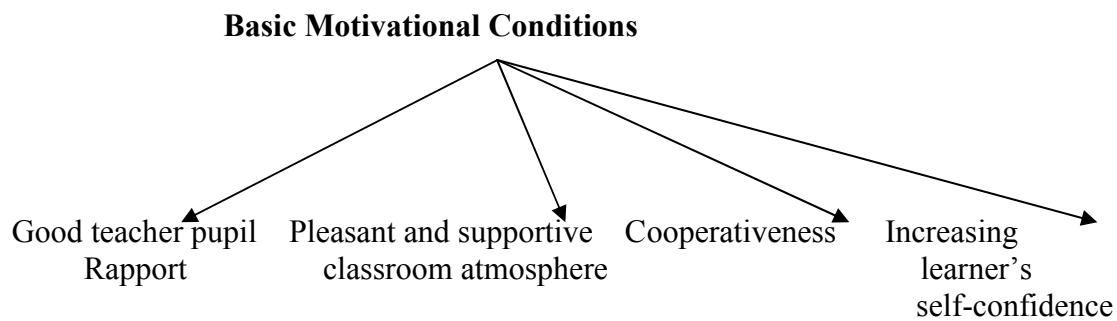 Basic Motivational Conditions
Good teacher pupil
Rapport
Pleasant and supportive
classroom atmosphere
Cooperativeness
Increasing
learner's
self-confidence